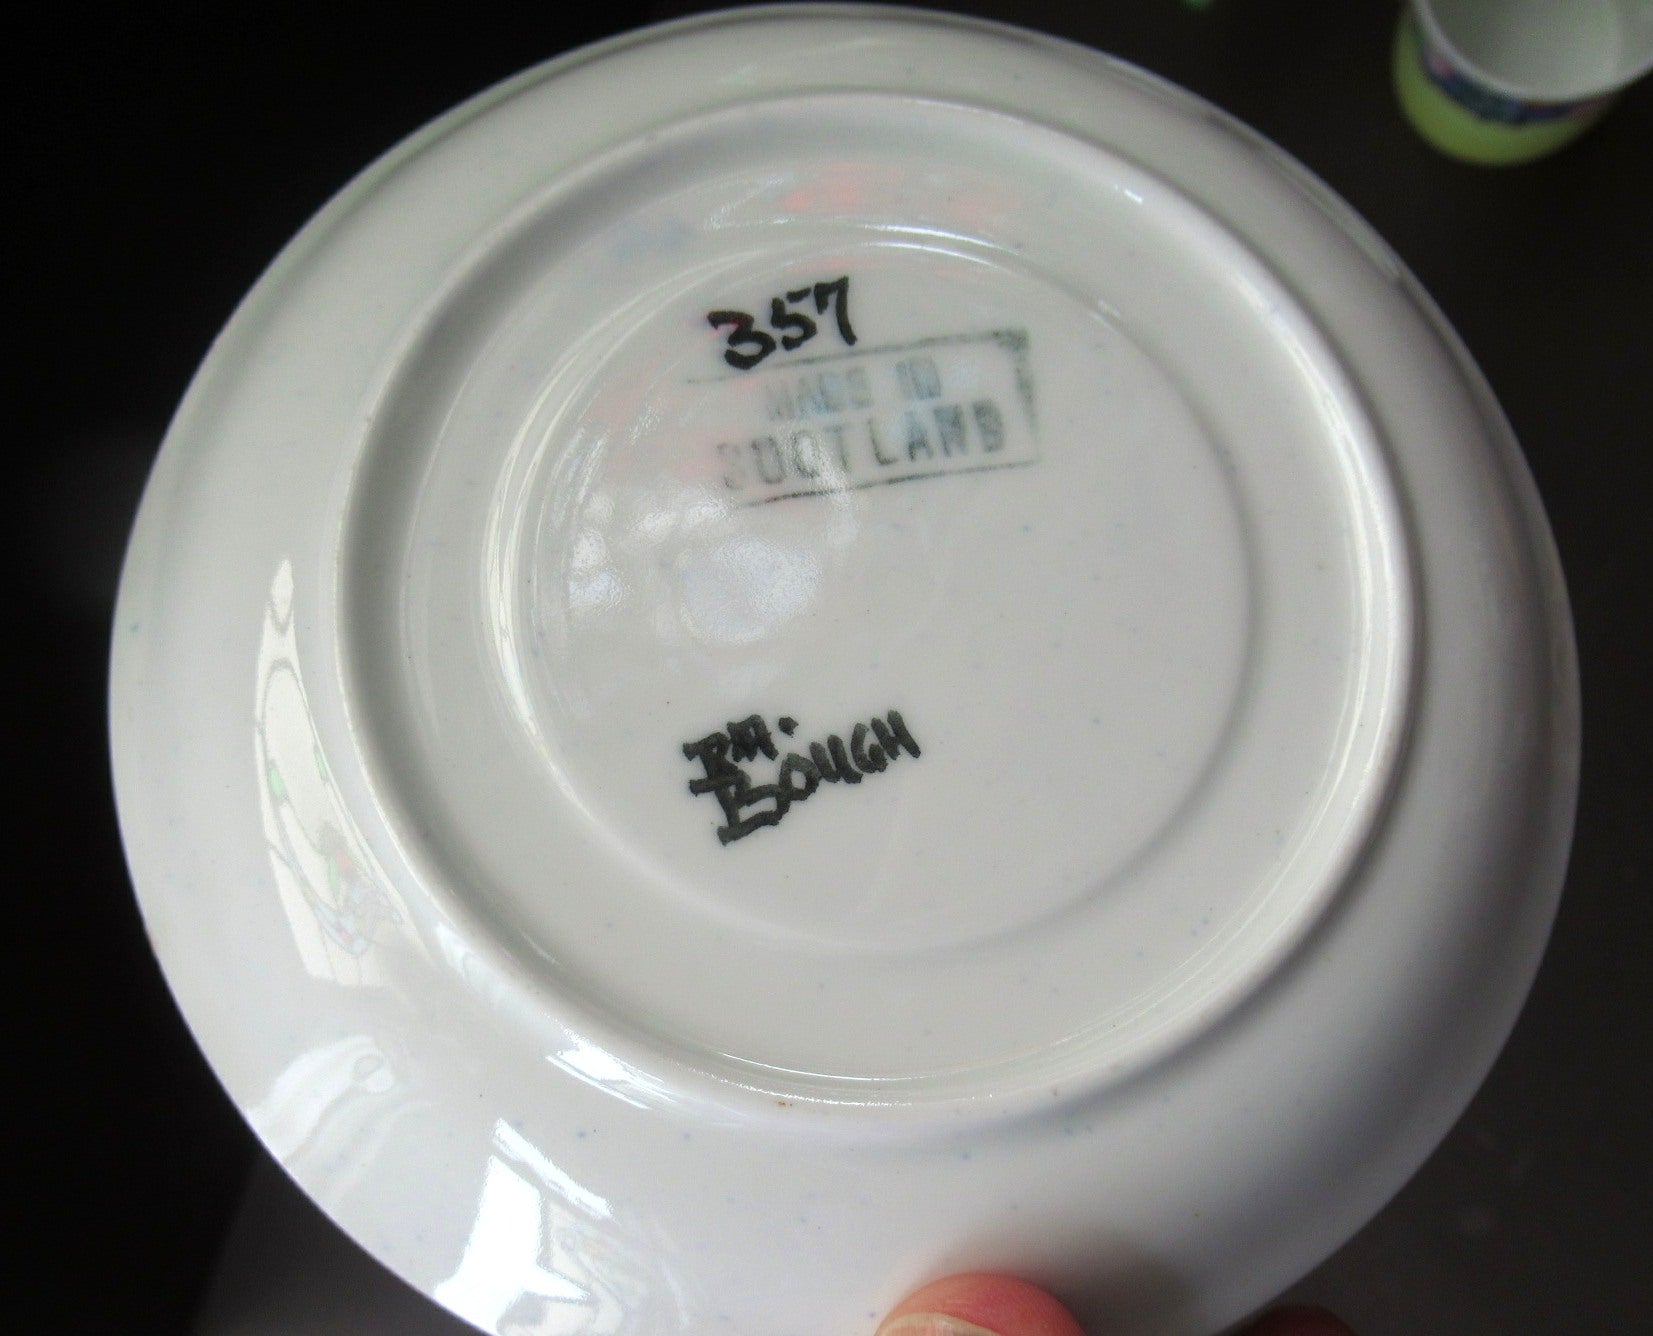 357
MADE IN
SCOTLAND
BOUGH